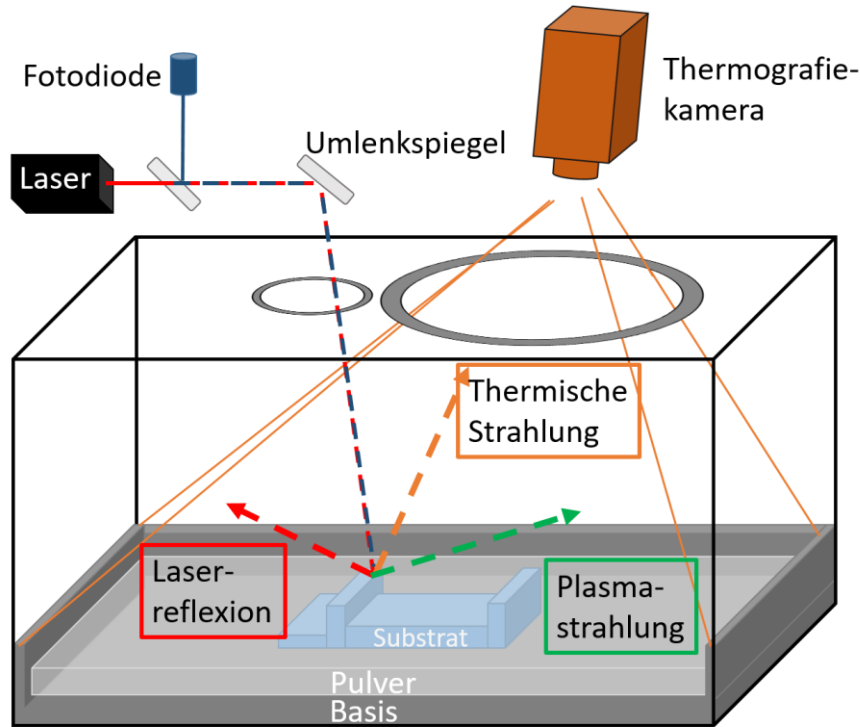 Fotodiode
Thermografie-
kamera
Umlenkspiegel
Laser
Thermische
Strahlung
Laser-
reflexion
Plasma-
strahlung
Substrat
Pulver
Basis